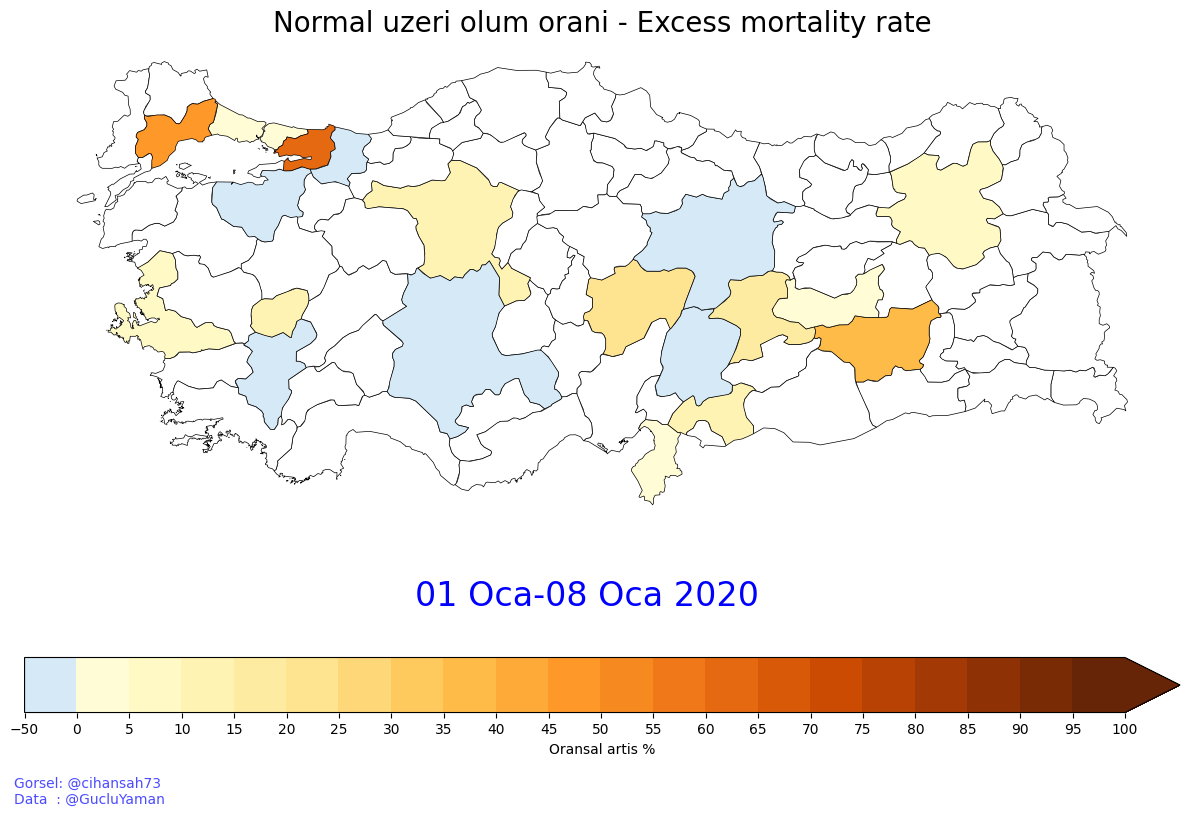 Normal uzeri olum orani - Excess mortality rate
01 Oca-08 Oca 2020
−50 0 5 10 15 20 25 30 35 40 45 50 55 60 65 70 75 80 85 90 95 100
Oransal artis %
Gorsel: @cihansah73
Data : @GucluYaman